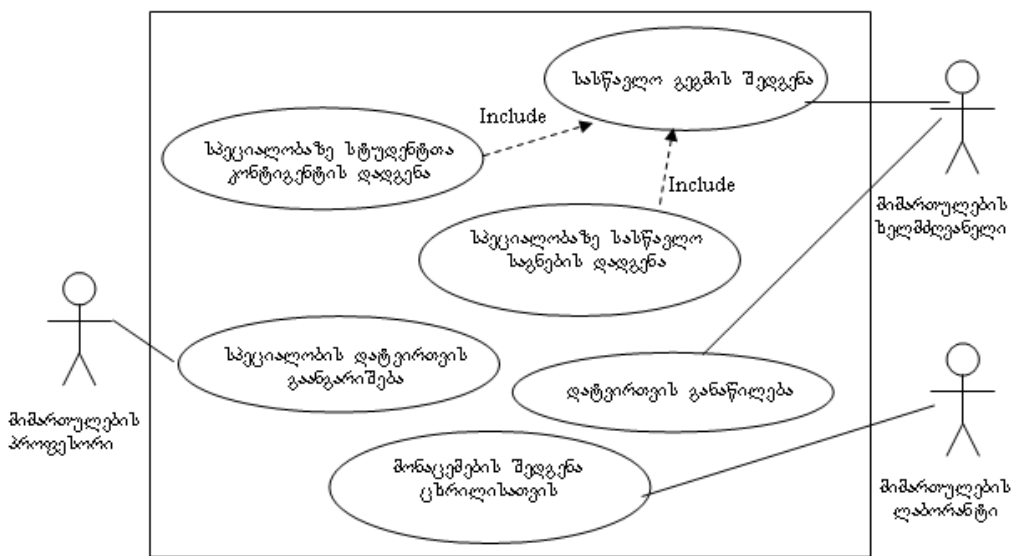 სასწავლო გეგმის შედგენა
Include
სპეციალობაზე სტუდენტთა
კონტიგენტის დადგენა
Include
მიმართულების
ხელმძღვანელი
სპეციალობაზე სასწავლო
საგნების დადგენა
სპეციალობის დატვირთვის
გაანგარიშება
დატვირთვის განაწილება
მიმართულების
პროფესორი
მონაცემების შედგენა
ცხრილისათვის
მიმართულების
ლაბორანტი